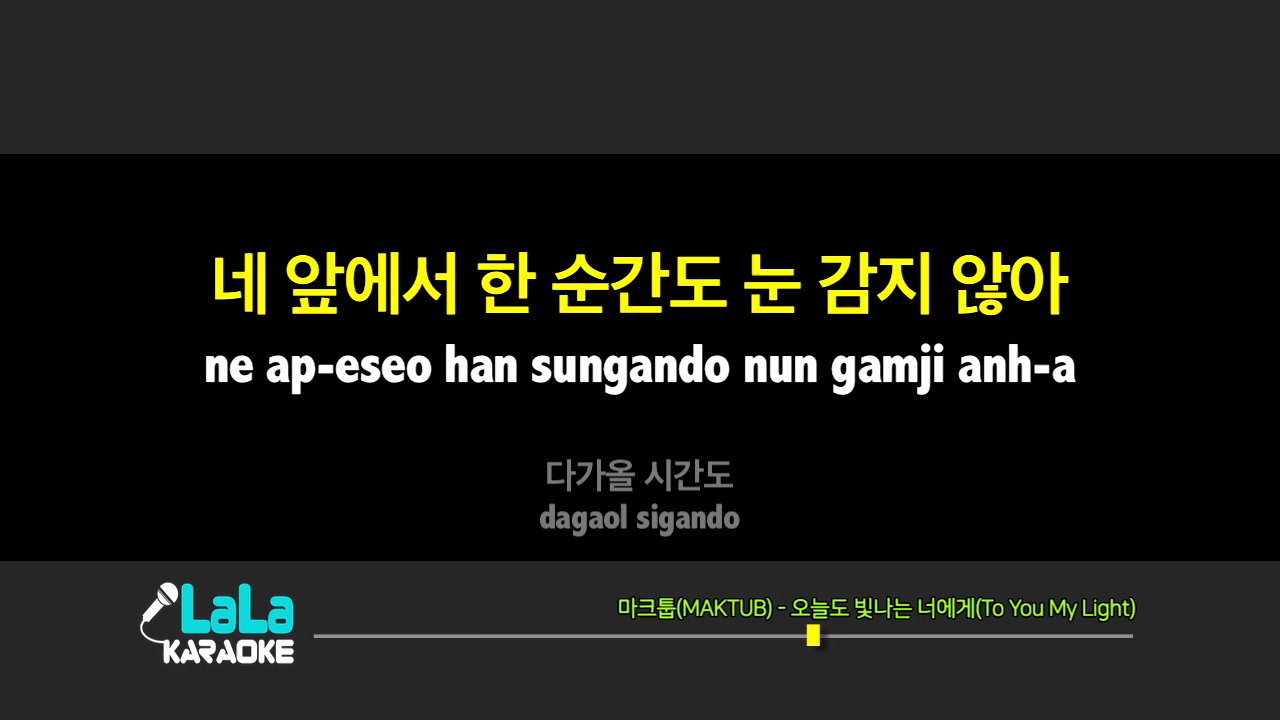 네 앞에서 한 순간도 눈 감지 않아
ne ap-eseo han sungando nun gamji anh-a
다가올 시간도
dagaol sigando
마크툽(MAKTUB) - 오늘도 빛나는 너에게(To You My Light)
LaLa
KARAOKE